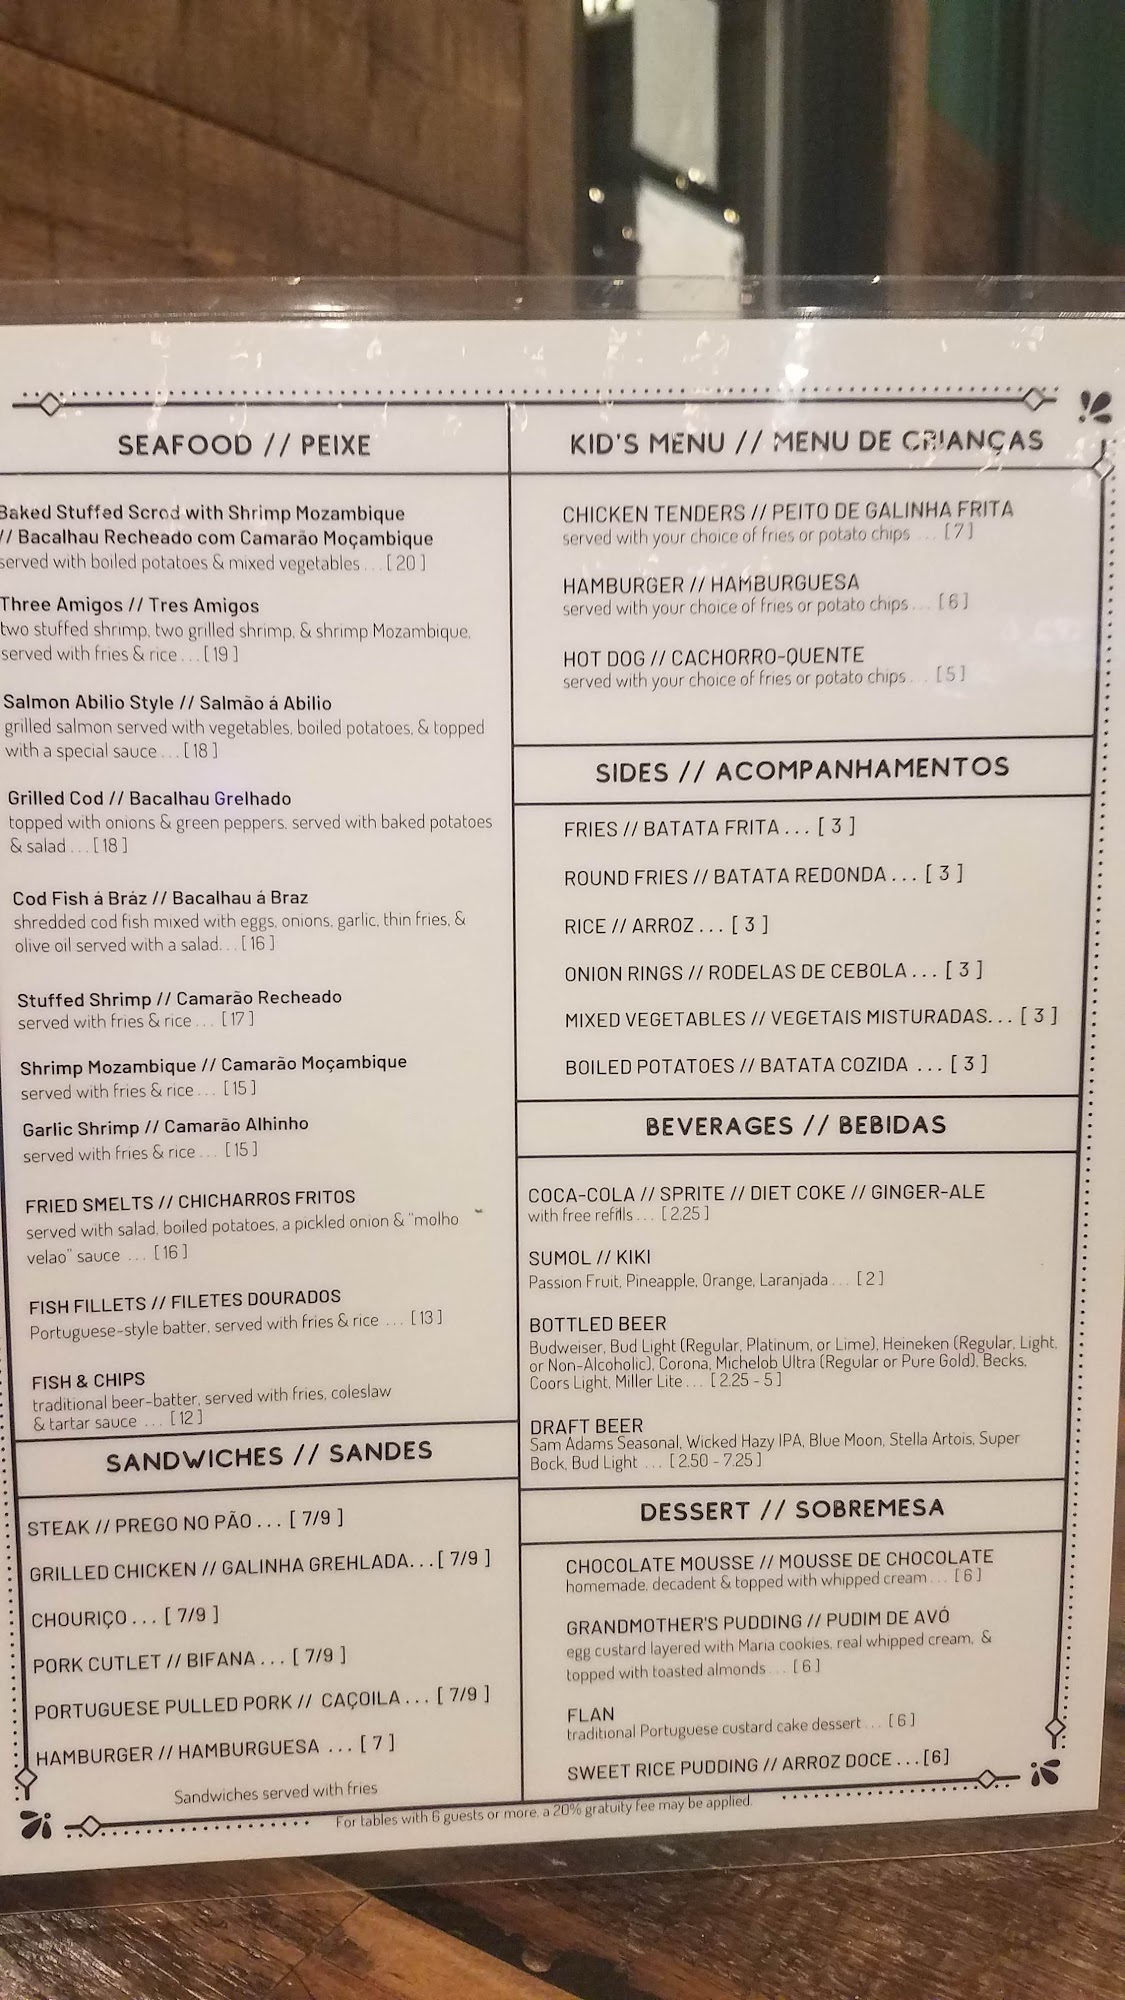 SEAFOOD // PEIXE
Baked Stuffed Scrod with Shrimp Mozambique
// Bacalhau Recheado com Camarão Moçambique
served with boiled potatoes & mixed vegetables . . . [ 20 ]
Three Amigos // Tres Amigos
two stuffed shrimp, two grilled shrimp, & shrimp Mozambique,
served with fries & rice . . . [ 19 ]
Salmon Abilio Style // Salmão á Abilio
grilled salmon served with vegetables, boiled potatoes, & topped
with a special sauce . . . [ 18 ]
Grilled Cod // Bacalhau Grelhado
topped with onions & green peppers, served with baked potatoes
& salad . . . [ 18 ]
Cod Fish á Bráz // Bacalhau á Braz
shredded cod fish mixed with eggs, onions, garlic, thin fries, &
olive oil served with a salad. . . [ 16 ]
Stuffed Shrimp // Camarão Recheado
served with fries & rice . . . [ 17 ]
Shrimp Mozambique // Camarão Moçambique
served with fries & rice . . . [ 15 ]
Garlic Shrimp // Camarão Alhinho
served with fries & rice . . . [ 15 ]
FRIED SMELTS // CHICHARROS FRITOS
served with salad, boiled potatoes, a pickled onion & "molho
velao" sauce . . . [ 16 ]
FISH FILLETS // FILETES DOURADOS
Portuguese-style batter, served with fries & rice . . . [ 13 ]
FISH & CHIPS
traditional beer-batter, served with fries, coleslaw
& tartar sauce . . . [ 12 ]
SANDWICHES // SANDES
STEAK // PREGO NO PÃO . . . [ 7/9 ]
GRILLED CHICKEN // GALINHA GREHLADA. . . [ 7/9 ]
CHOURIÇO . . . [ 7/9 ]
PORK CUTLET // BIFANA . . . [ 7/9 ]
PORTUGUESE PULLED PORK // CAÇOILA . . . [ 7/9 ]
HAMBURGER // HAMBURGUESA . . . [ 7 ]
Sandwiches served with fries
KID'S MENU // MENU DE CRIANÇAS
CHICKEN TENDERS // PEITO DE GALINHA FRITA
served with your choice of fries or potato chips . . . [ 7 ]
HAMBURGER // HAMBURGUESA
served with your choice of fries or potato chips . . . [ 6 ]
HOT DOG // CACHORRO-QUENTE
served with your choice of fries or potato chips . . . [ 5 ]
SIDES // ACOMPANHAMENTOS
FRIES // BATATA FRITA . . . [ 3 ]
ROUND FRIES // BATATA REDONDA . . . [ 3 ]
RICE // ARROZ . . . [ 3 ]
ONION RINGS // RODELAS DE CEBOLA . . . [ 3 ]
MIXED VEGETABLES // VEGETAIS MISTURADAS. . . [ 3 ]
BOILED POTATOES // BATATA COZIDA . . . [ 3 ]
BEVERAGES // BEBIDAS
COCA-COLA // SPRITE // DIET COKE // GINGER-ALE
with free refills . . . [ 2.25 ]
SUMOL // KIKI
Passion Fruit, Pineapple, Orange, Laranjada . . . [ 2 ]
BOTTLED BEER
Budweiser, Bud Light (Regular, Platinum, or Lime), Heineken (Regular, Light,
or Non-Alcoholic), Corona, Michelob Ultra (Regular or Pure Gold), Becks,
Coors Light, Miller Lite . . . [ 2.25 - 5 ]
DRAFT BEER
Sam Adams Seasonal, Wicked Hazy IPA, Blue Moon, Stella Artois, Super
Bock, Bud Light . . . [ 2.50 - 7.25 ]
DESSERT // SOBREMESA
CHOCOLATE MOUSSE // MOUSSE DE CHOCOLATE
homemade, decadent & topped with whipped cream . . . [ 6 ]
GRANDMOTHER'S PUDDING // PUDIM DE AVÓ
egg custard layered with Maria cookies, real whipped cream, &
topped with toasted almonds . . . [ 6 ]
FLAN
traditional Portuguese custard cake dessert . . . [ 6 ]
SWEET RICE PUDDING // ARROZ DOCE . . . [6]
For tables with 6 guests or more, a 20% gratuity fee may be applied.